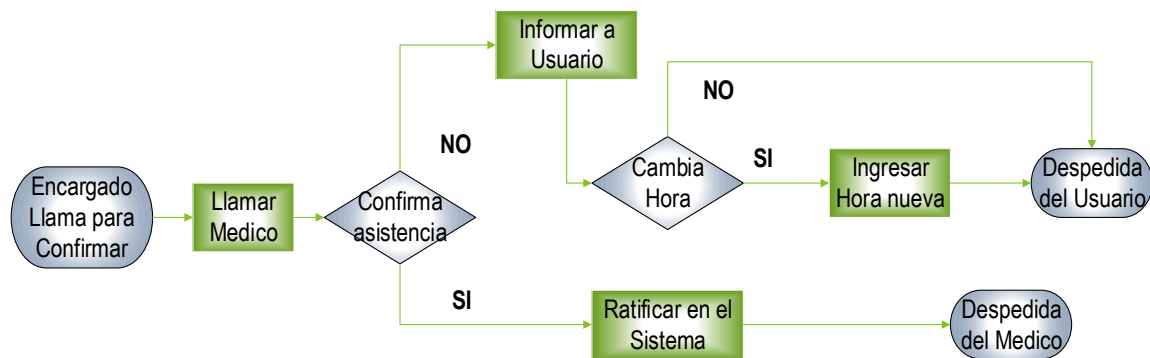 Informar a
Usuario
NO
NO
Encargado
Llama para
Confirmar
Llamar
Medico
Confirma
asistencia
Cambia
Hora
SI
Ingresar
Hora nueva
Despedida
del Usuario
SI
Ratificar en el
Sistema
Despedida
del Medico